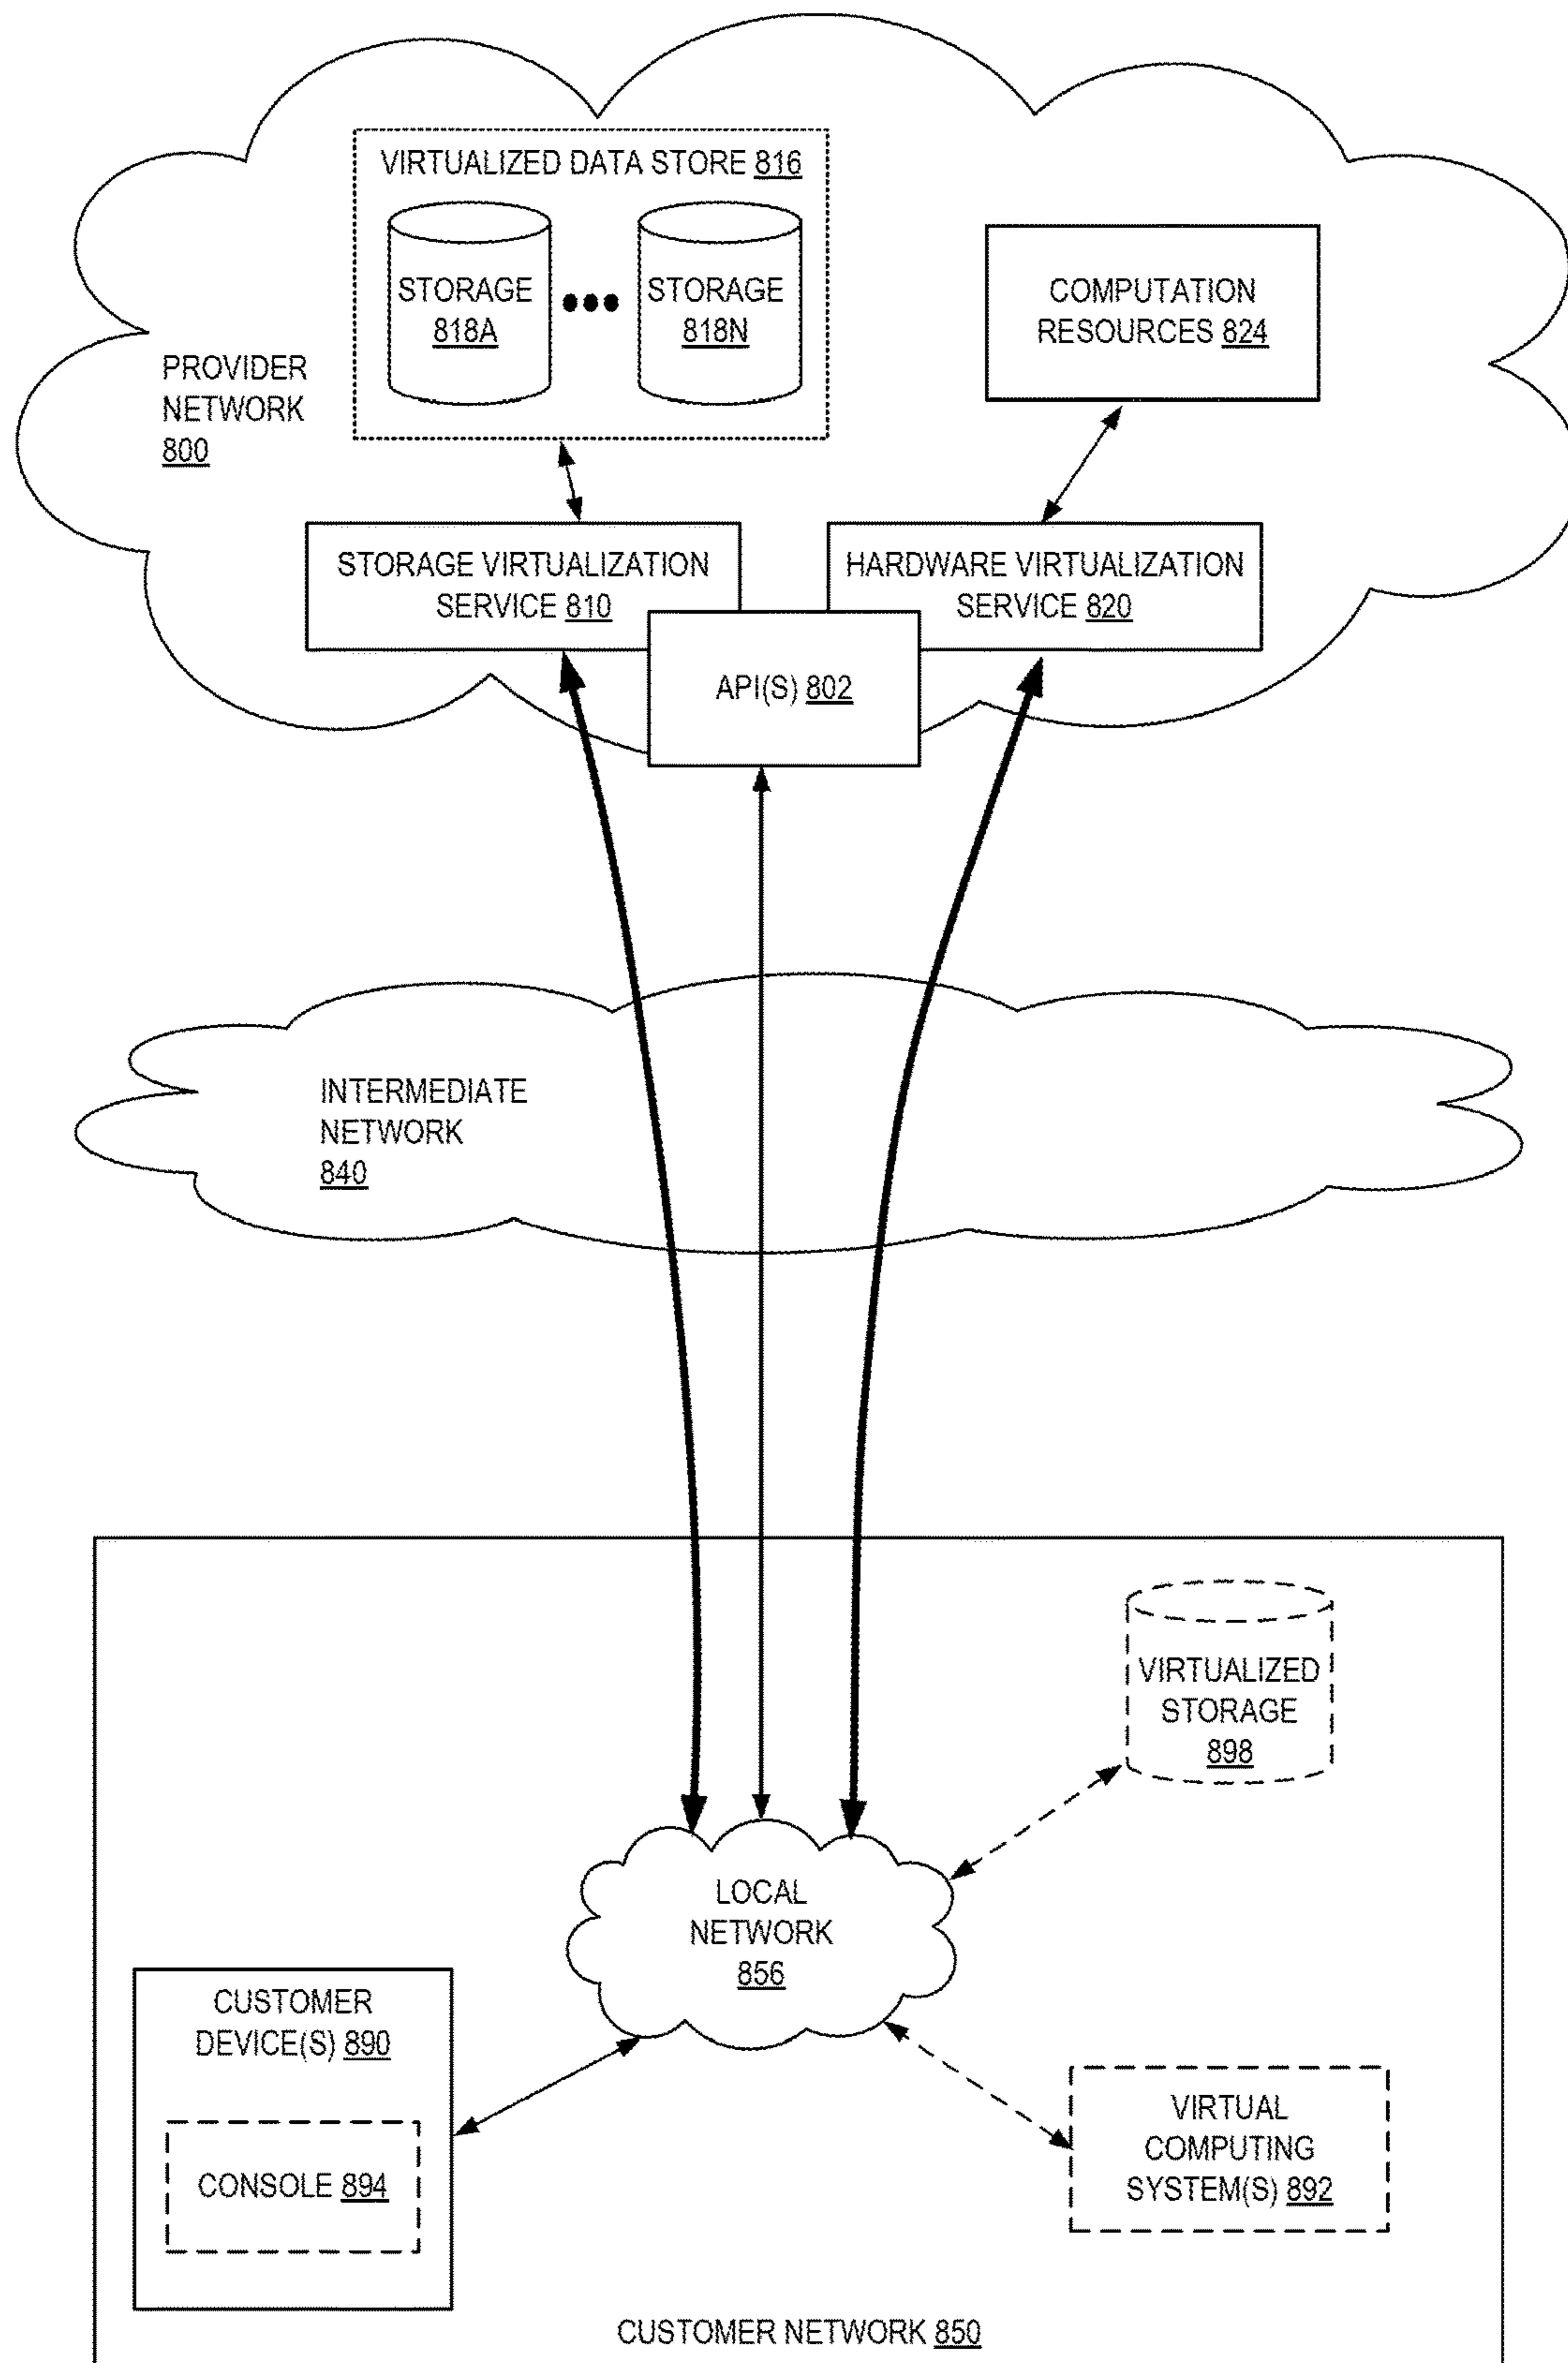 VIRTUALIZED DATA STORE 816
STORAGE
818A
STORAGE
818N
COMPUTATION
RESOURCES 824
PROVIDER
NETWORK
800
STORAGE VIRTUALIZATION
SERVICE 810
HARDWARE VIRTUALIZATION
SERVICE 820
API(S) 802
INTERMEDIATE
NETWORK
840
VIRTUALIZED
STORAGE
898
LOCAL
NETWORK
856
CUSTOMER
DEVICE(S) 890
CONSOLE 894
VIRTUAL
COMPUTING
SYSTEM(S) 892
CUSTOMER NETWORK 850